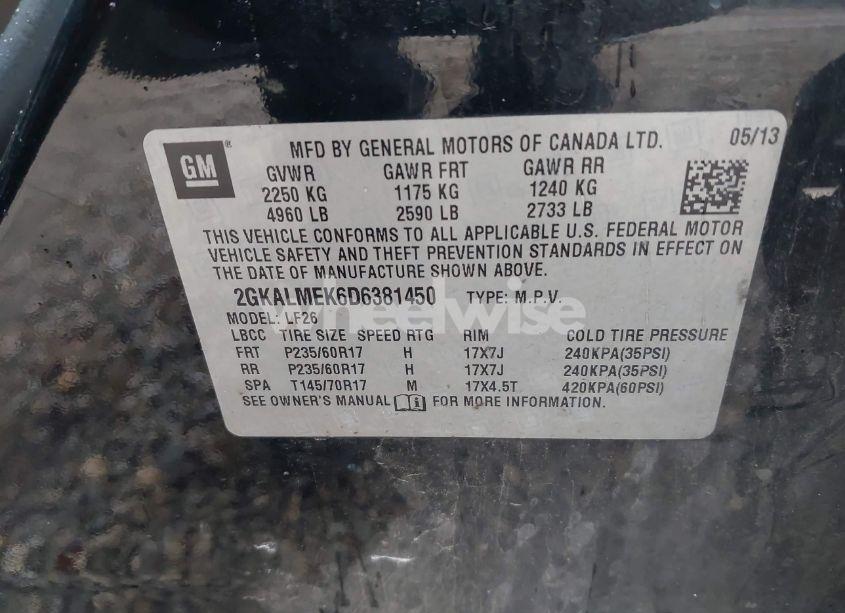 GM
MFD BY GENERAL MOTORS OF CANADA LTD. 05/13
GVWR GAWR FRT GAWR RR
2250 KG 1175 KG 1240 KG
4960 LB 2590 LB 2733 LB
THIS VEHICLE CONFORMS TO ALL APPLICABLE U.S. FEDERAL MOTOR
VEHICLE SAFETY AND THEFT PREVENTION STANDARDS IN EFFECT ON
THE DATE OF MANUFACTURE SHOWN ABOVE.
2GKALMEK6D6381450 TYPE: M.P.V.
wheelwise
MODEL: LF26
LBCC TIRE SIZE SPEED RTG RIM COLD TIRE PRESSURE
FRT P235/60R17 H 17X7J 240KPA(35PSI)
RR P235/60R17 H 17X7J 240KPA(35PSI)
SPA T145/70R17 M 17X4.5T 420KPA(60PSI)
SEE OWNER'S MANUAL FOR MORE INFORMATION.